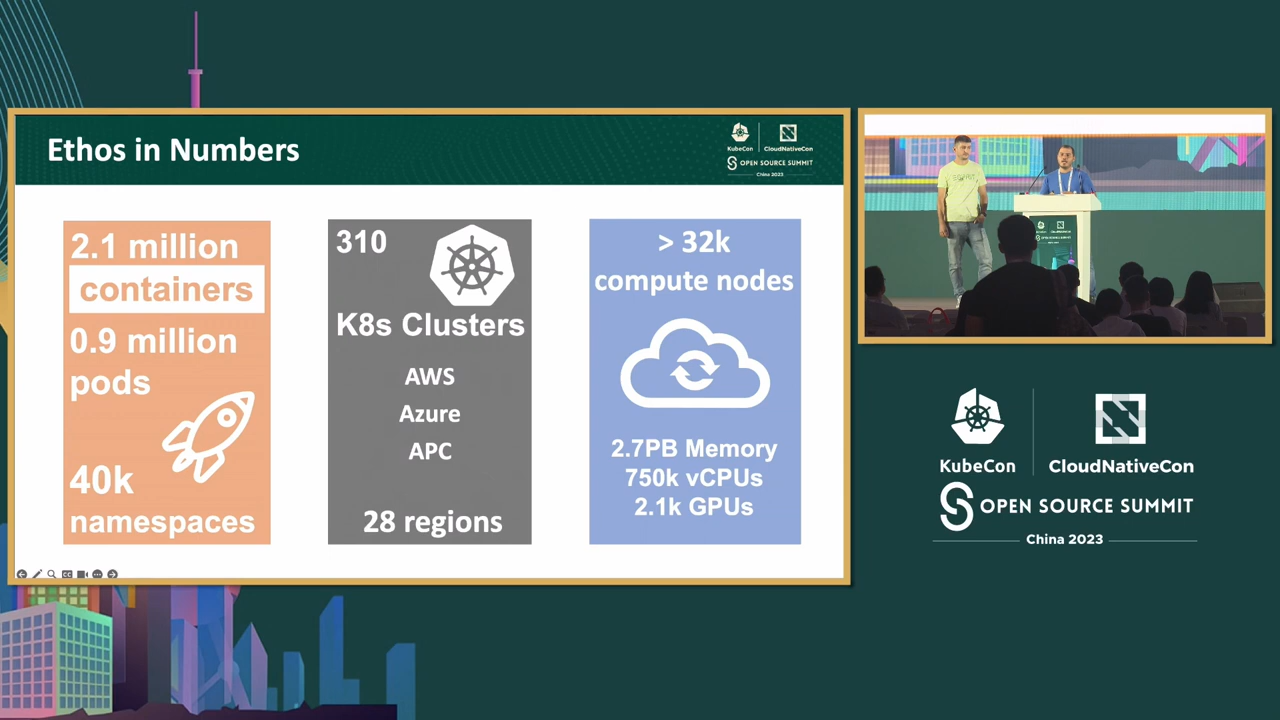 Ethos in Numbers
KubeCon
CloudNativeCon
OPEN SOURCE SUMMIT
China 2023
2.1 million
containers
0.9 million
pods
40k
namespaces
310
K8s Clusters
AWS
Azure
APC
28 regions
> 32k
compute nodes
2.7PB Memory
750k vCPUs
2.1k GPUs
KubeCon
CloudNativeCon
OPEN SOURCE SUMMIT
China 2023